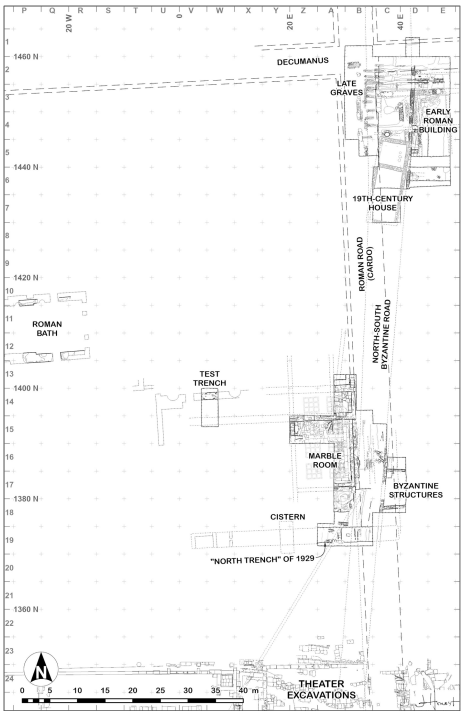 P Q R S T U V W X Y Z A B C D E
20 W
0
20 E
40 E
1
1460 N
DECUMANUS
2
LATE
GRAVES
3
EARLY
ROMAN
BUILDING
4
5
1440 N
6
19TH-CENTURY
HOUSE
7
8
ROMAN ROAD
(CARDO)
9
1420 N
10
NORTH-SOUTH
BYZANTINE ROAD
11
ROMAN
BATH
12
13
TEST
TRENCH
1400 N
14
15
16
MARBLE
ROOM
17
BYZANTINE
STRUCTURES
1380 N
18
CISTERN
19
"NORTH TRENCH" OF 1929
20
21
1360 N
22
23
N
24
THEATER
EXCAVATIONS
0 5 10 15 20 25 30 35 40 m